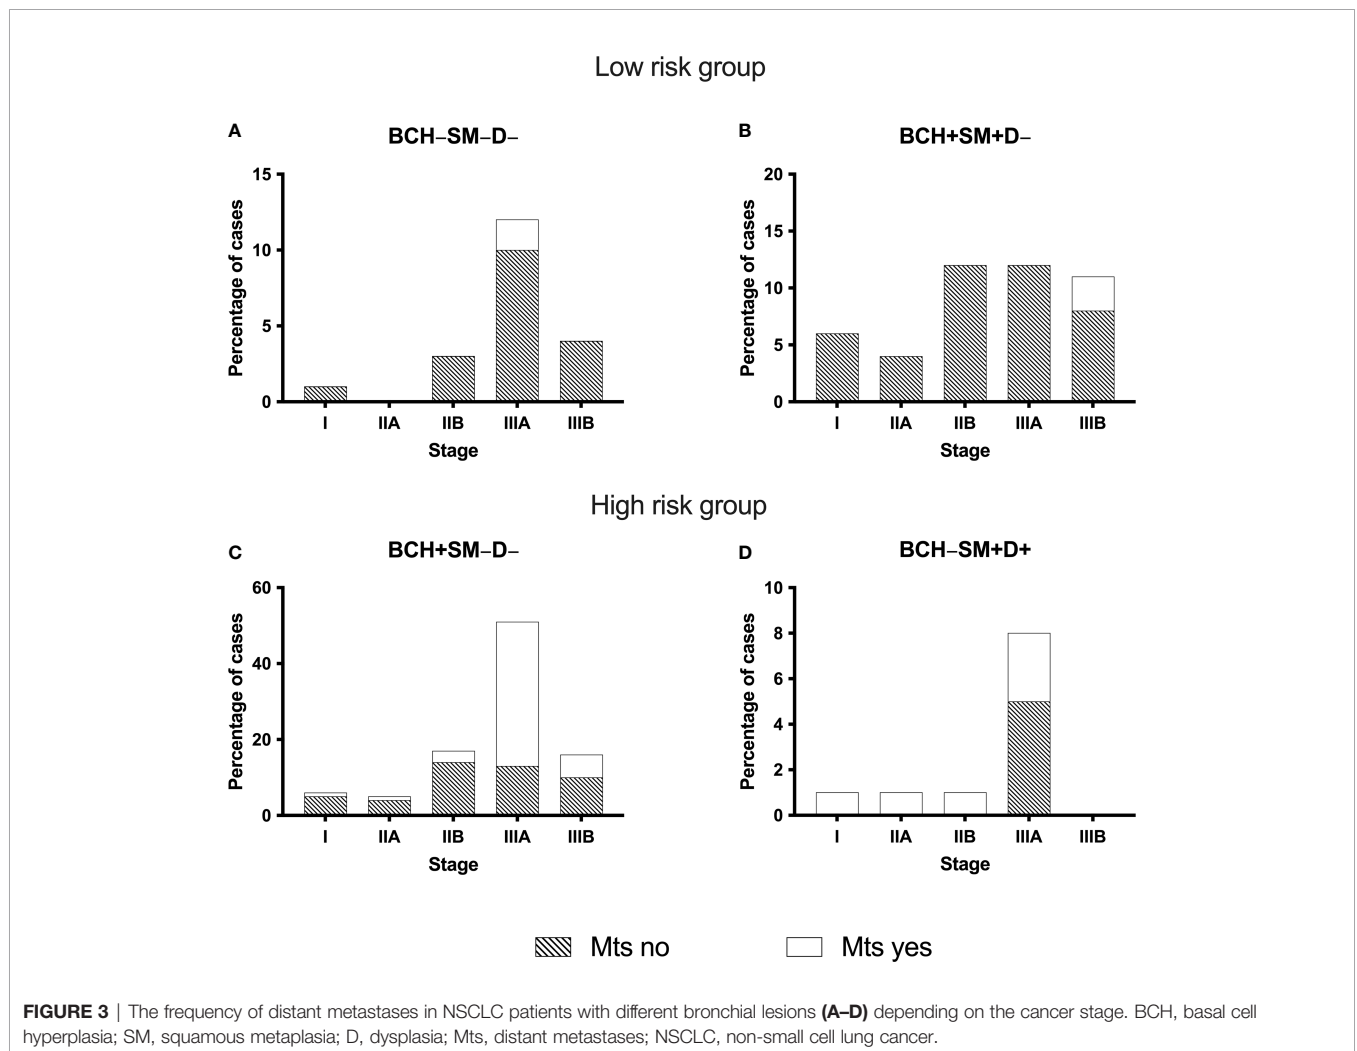 Low risk group
A
BCH–SM–D–
Percentage of cases
15
10
5
0
I IIA IIB IIIA IIIB
Stage
B
BCH+SM+D–
Percentage of cases
20
15
10
5
0
I IIA IIB IIIA IIIB
Stage
High risk group
C
BCH+SM–D–
Percentage of cases
60
40
20
0
I IIA IIB IIIA IIIB
Stage
D
BCH–SM+D+
Percentage of cases
10
8
6
4
2
0
I IIA IIB IIIA IIIB
Stage
Mts no Mts yes
FIGURE 3 | The frequency of distant metastases in NSCLC patients with different bronchial lesions (A–D) depending on the cancer stage. BCH, basal cell
hyperplasia; SM, squamous metaplasia; D, dysplasia; Mts, distant metastases; NSCLC, non-small cell lung cancer.